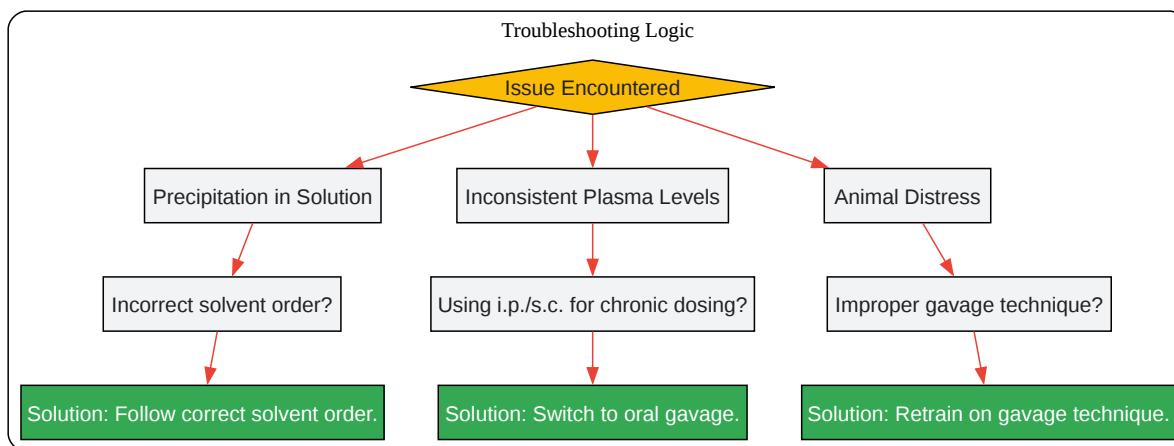 Troubleshooting Logic
Issue Encountered
Precipitation in Solution
Inconsistent Plasma Levels
Animal Distress
Incorrect solvent order?
Using i.p./s.c. for chronic dosing?
Improper gavage technique?
Solution: Follow correct solvent order.
Solution: Switch to oral gavage.
Solution: Retrain on gavage technique.